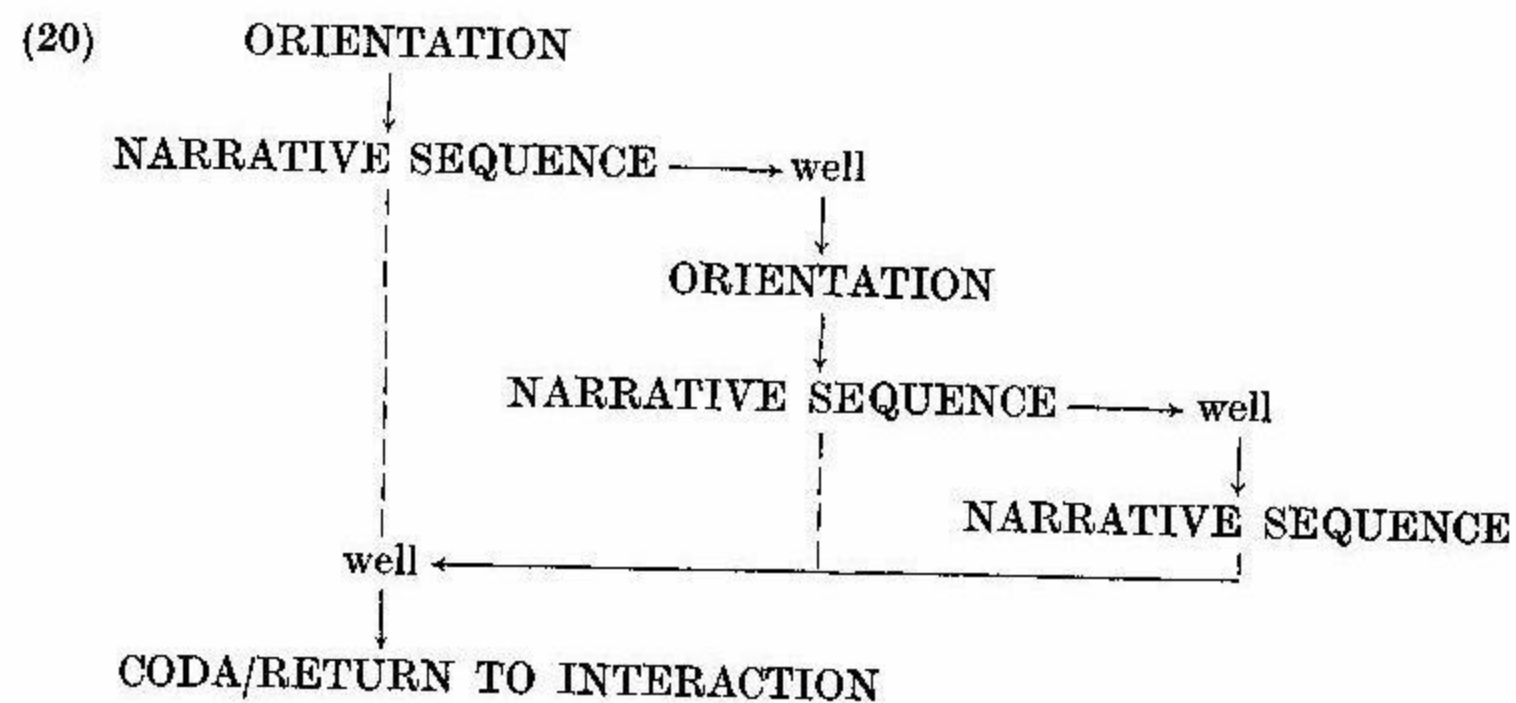 (20) ORIENTATION
NARRATIVE SEQUENCE well
ORIENTATION
NARRATIVE SEQUENCE well
NARRATIVE SEQUENCE
well
CODA/RETURN TO INTERACTION